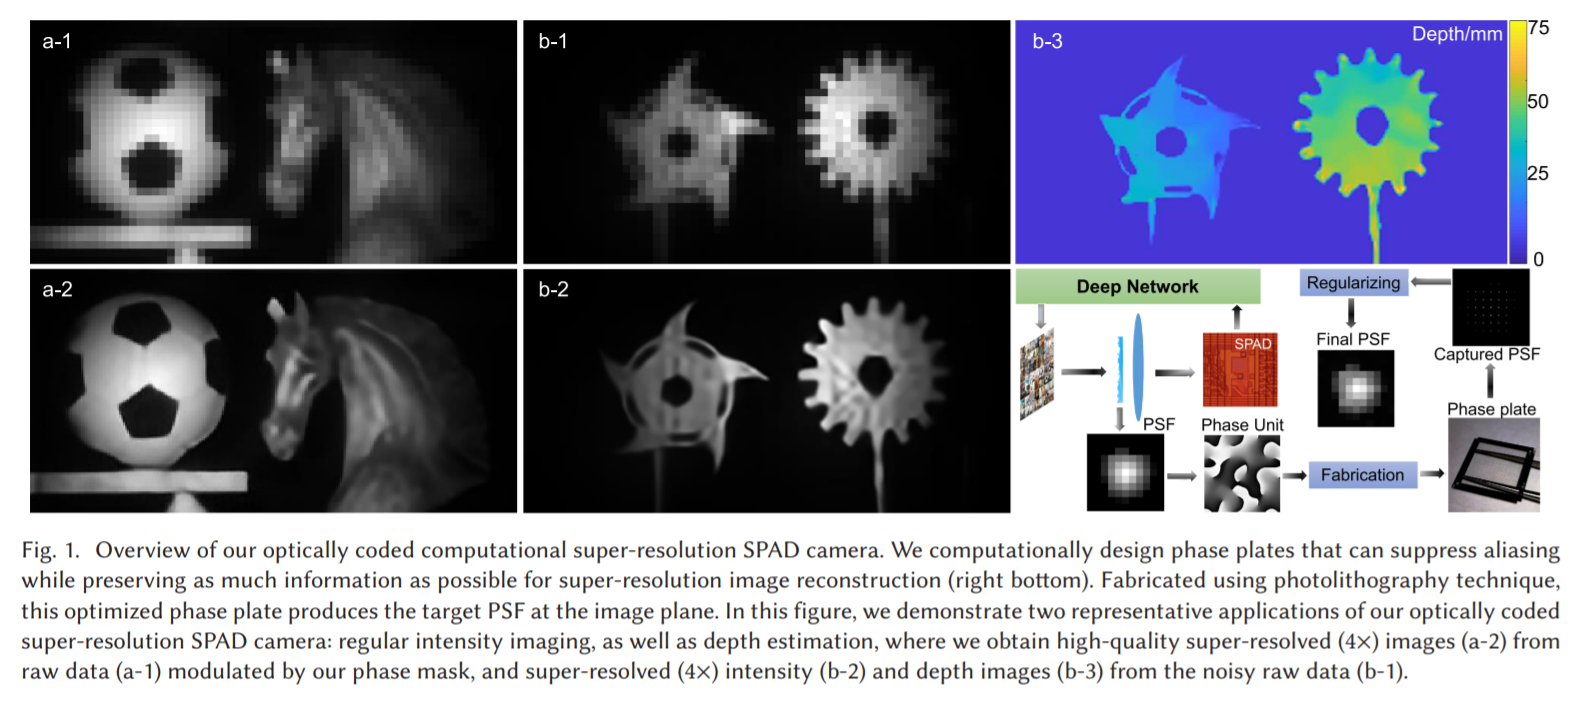 a-1
b-1
b-3
Depth/mm
75
50
25
0
a-2
b-2
Deep Network
Regularizing
SPAD
Final PSF
Captured PSF
PSF
Phase Unit
Phase plate
Fabrication
Fig. 1. Overview of our optically coded computational super-resolution SPAD camera. We computationally design phase plates that can suppress aliasing
while preserving as much information as possible for super-resolution image reconstruction (right bottom). Fabricated using photolithography technique,
this optimized phase plate produces the target PSF at the image plane. In this figure, we demonstrate two representative applications of our optically coded
super-resolution SPAD camera: regular intensity imaging, as well as depth estimation, where we obtain high-quality super-resolved (4×) images (a-2) from
raw data (a-1) modulated by our phase mask, and super-resolved (4×) intensity (b-2) and depth images (b-3) from the noisy raw data (b-1).